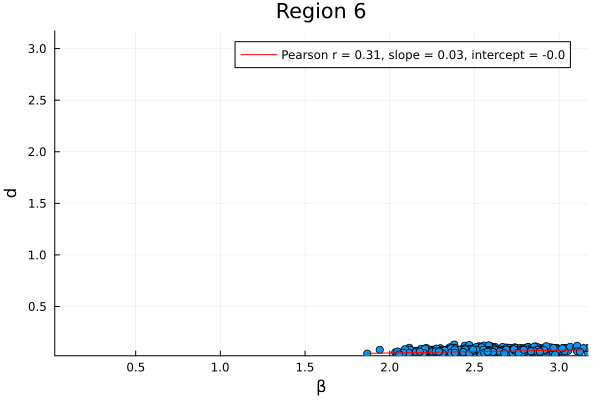 Region 6
Pearson r = 0.31, slope = 0.03, intercept = -0.0
3.0
2.5
2.0
1.5
1.0
0.5
d
0.5 1.0 1.5 2.0 2.5 3.0
β